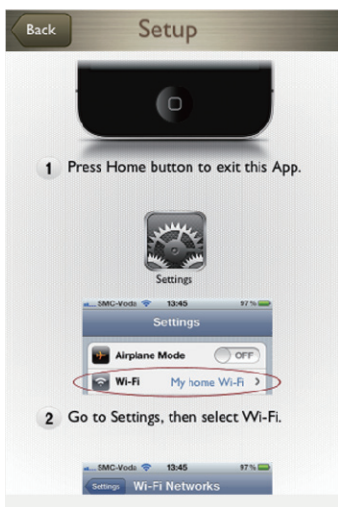 Back
Setup
1 Press Home button to exit this App.
Settings
SMC-Voda 13:45 97%
Settings
Airplane Mode OFF
Wi-Fi My home Wi-Fi
2 Go to Settings, then select Wi-Fi.
SMC-Voda 13:45 97%
Settings Wi-Fi Networks